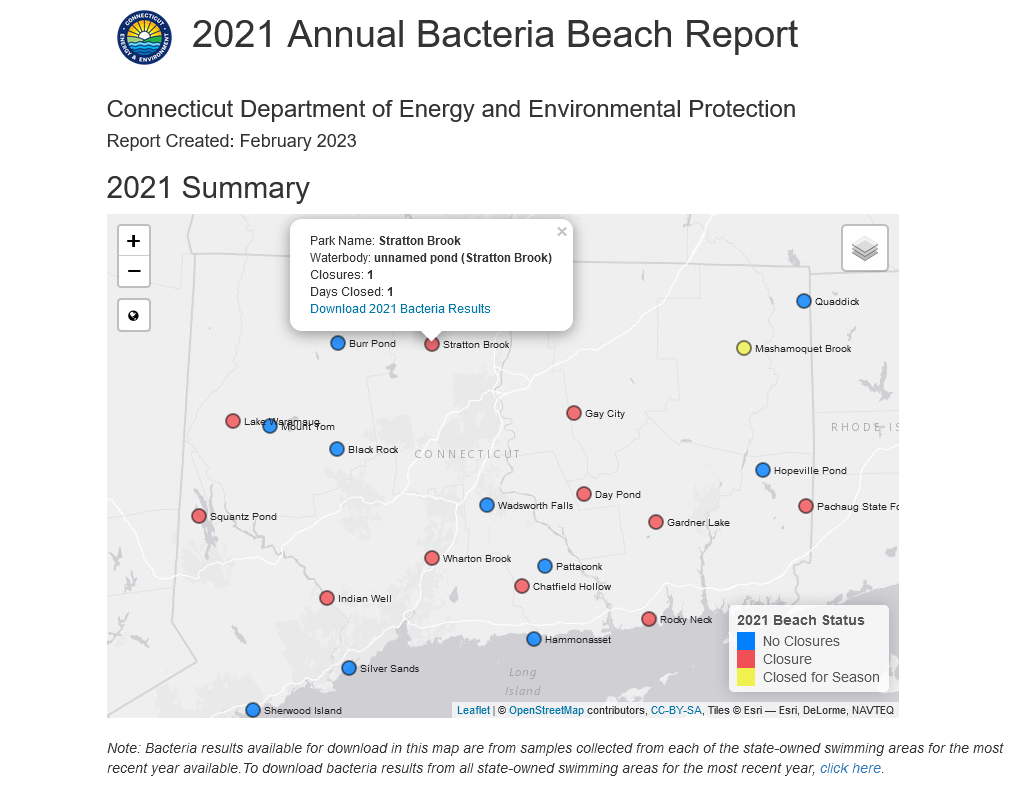 CONNECTICUT
ENERGY & ENVIRONMENT
2021 Annual Bacteria Beach Report
Connecticut Department of Energy and Environmental Protection
Report Created: February 2023
2021 Summary
+
−
×
Park Name: Stratton Brook
Waterbody: unnamed pond (Stratton Brook)
Closures: 1
Days Closed: 1
Download 2021 Bacteria Results
Quaddick
Burr Pond
Stratton Brook
Mashamoquet Brook
Gay City
Lake Waramaug
Mount Tom
RHODE IS
Black Rock
CONNECTICUT
Hopeville Pond
Day Pond
Wadsworth Falls
Pachaug State Fo
Squantz Pond
Gardner Lake
Wharton Brook
Pattaconk
Chatfield Hollow
Indian Well
Rocky Neck
Hammonasset
Silver Sands
Long
Island
Sherwood Island
2021 Beach Status
No Closures
Closure
Closed for Season
Leaflet | © OpenStreetMap contributors, CC-BY-SA, Tiles © Esri — Esri, DeLorme, NAVTEQ
Note: Bacteria results available for download in this map are from samples collected from each of the state-owned swimming areas for the most
recent year available.To download bacteria results from all state-owned swimming areas for the most recent year, click here.